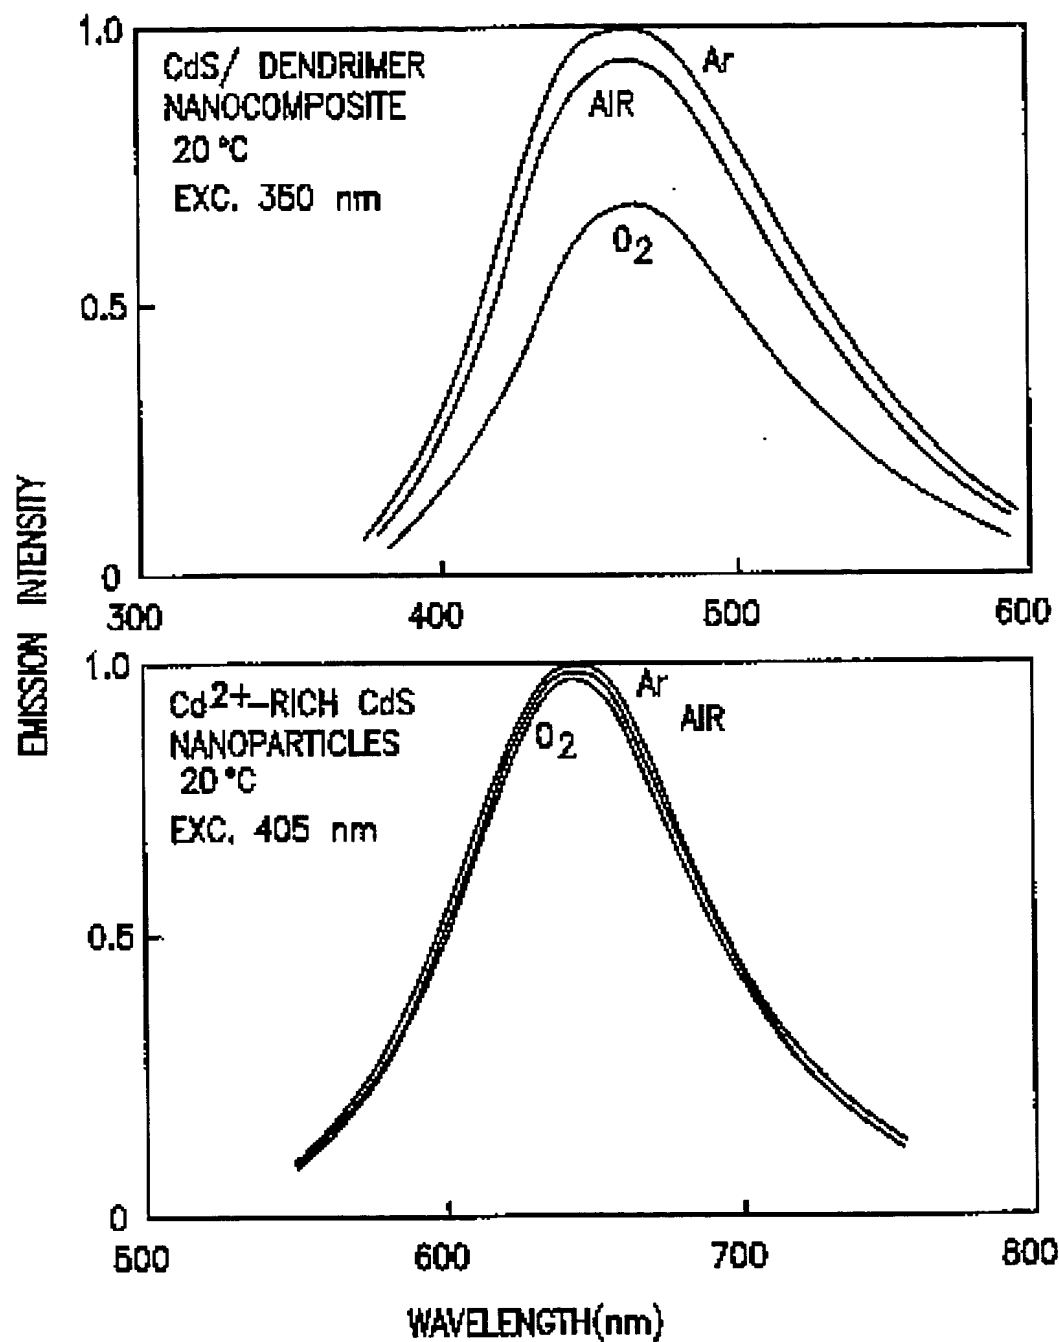 1.0
CdS/ DENDRIMER
NANOCOMPOSITE
20 °C
EXC. 350 nm
Ar
AIR
O2
0.5
0
300
400
500
600
EMISSION INTENSITY
1.0
Cd2+-RICH CdS
NANOPARTICLES
20 °C
EXC. 405 nm
Ar
AIR
O2
0.5
0
500
600
700
800
WAVELENGTH(nm)